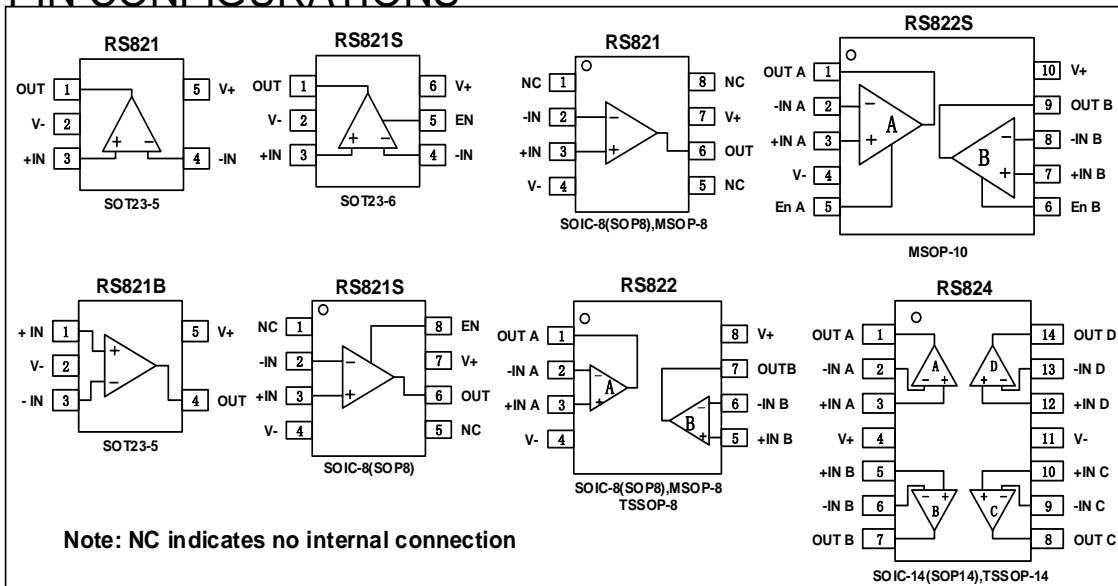 PIN CONFIGURATIONS
RS821
OUT 1 5 V+
V- 2
+IN 3 4 -IN
+ −
SOT23-5
RS821S
OUT 1 6 V+
V- 2 5 EN
+IN 3 4 -IN
+ −
SOT23-6
RS821
NC 1 8 NC
-IN 2 − 7 V+
+IN 3 + 6 OUT
V- 4 5 NC
SOIC-8(SOP8),MSOP-8
RS822S
OUT A 1 10 V+
-IN A 2 − 9 OUT B
A
+IN A 3 + − 8 -IN B
B
V- 4 + 7 +IN B
En A 5 6 En B
MSOP-10
RS821B
+ IN 1 + 5 V+
V- 2
- IN 3 − 4 OUT
SOT23-5
RS821S
NC 1 8 EN
-IN 2 − 7 V+
+IN 3 + 6 OUT
V- 4 5 NC
SOIC-8(SOP8)
RS822
OUT A 1 8 V+
-IN A 2 − 7 OUTB
A
+IN A 3 + − 6 -IN B
B
V- 4 + 5 +IN B
SOIC-8(SOP8),MSOP-8
TSSOP-8
RS824
OUT A 1 14 OUT D
A D
-IN A 2 − + + − 13 -IN D
+IN A 3 12 +IN D
V+ 4 11 V-
+IN B 5 10 +IN C
-IN B 6 − + + − 9 -IN C
B C
OUT B 7 8 OUT C
SOIC-14(SOP14),TSSOP-14
Note: NC indicates no internal connection